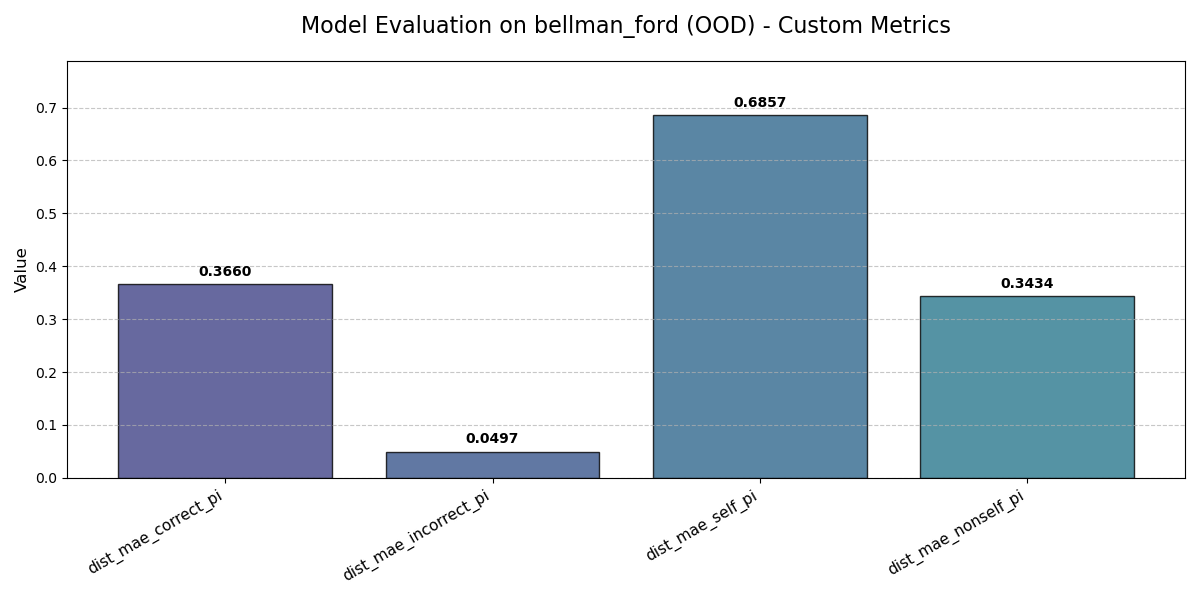 Model Evaluation on bellman_ford (OOD) - Custom Metrics
Value
0.7
0.6
0.5
0.4
0.3
0.2
0.1
0.0
0.3660
0.0497
0.6857
0.3434
dist_mae_correct_pi
dist_mae_incorrect_pi
dist_mae_self_pi
dist_mae_nonself_pi